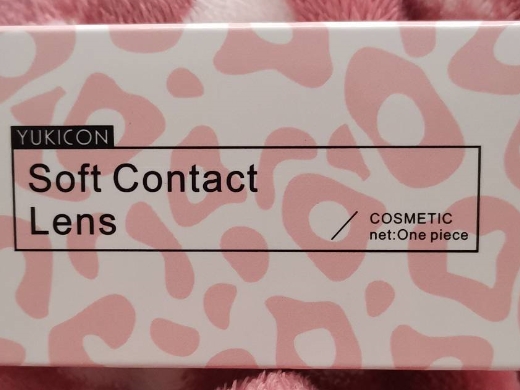 YUKICON
Soft Contact
Lens
COSMETIC
net:One piece